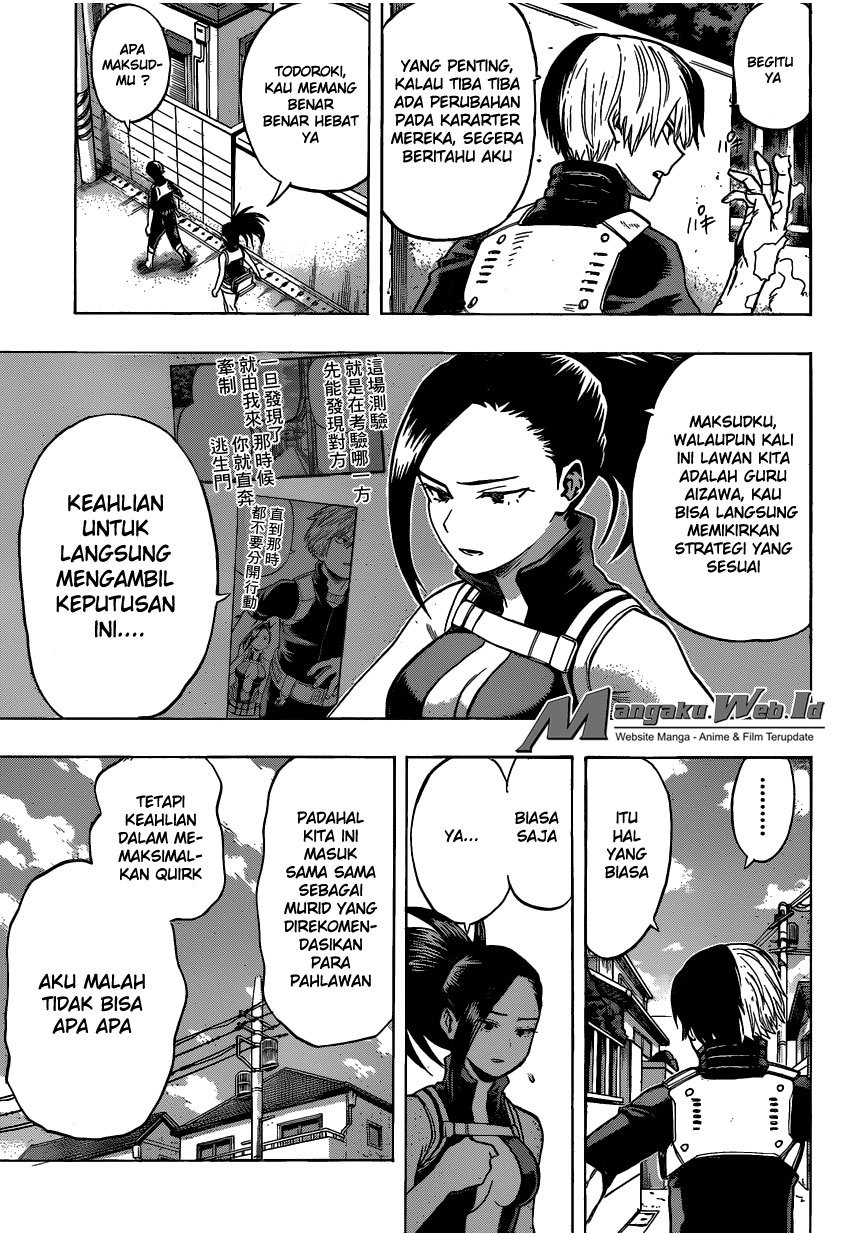 BEGITU
YA
YANG PENTING,
KALAU TIBA TIBA
ADA PERUBAHAN
PADA KARARTER
MEREKA, SEGERA
BERITAHU AKU
TODOROKI,
KAU MEMANG
BENAR
BENAR HEBAT
YA
APA
MAKSUD-
MU ?
MAKSUDKU,
WALAUPUN KALI
INI LAWAN KITA
ADALAH GURU
AIZAWA, KAU
BISA LANGSUNG
MEMIKIRKAN
STRATEGI YANG
SESUAI
這場測驗
就是在考驗哪一方
先能發現對方
一旦發現了
就由我來
牽制
那時候
你就直奔
逃生門
直到那時
都不要分開行動
KEAHLIAN
UNTUK
LANGSUNG
MENGAMBIL
KEPUTUSAN
INI....
Mangaku.Web.Id
Website Manga - Anime & Film Terupdate
.........
ITU
HAL
YANG
BIASA
BIASA
SAJA
YA...
PADAHAL
KITA INI
MASUK
SAMA SAMA
SEBAGAI
MURID YANG
DIREKOMEN-
DASIKAN
PARA
PAHLAWAN
TETAPI
KEAHLIAN
DALAM ME-
MAKSIMAL-
KAN QUIRK
AKU MALAH
TIDAK BISA
APA APA